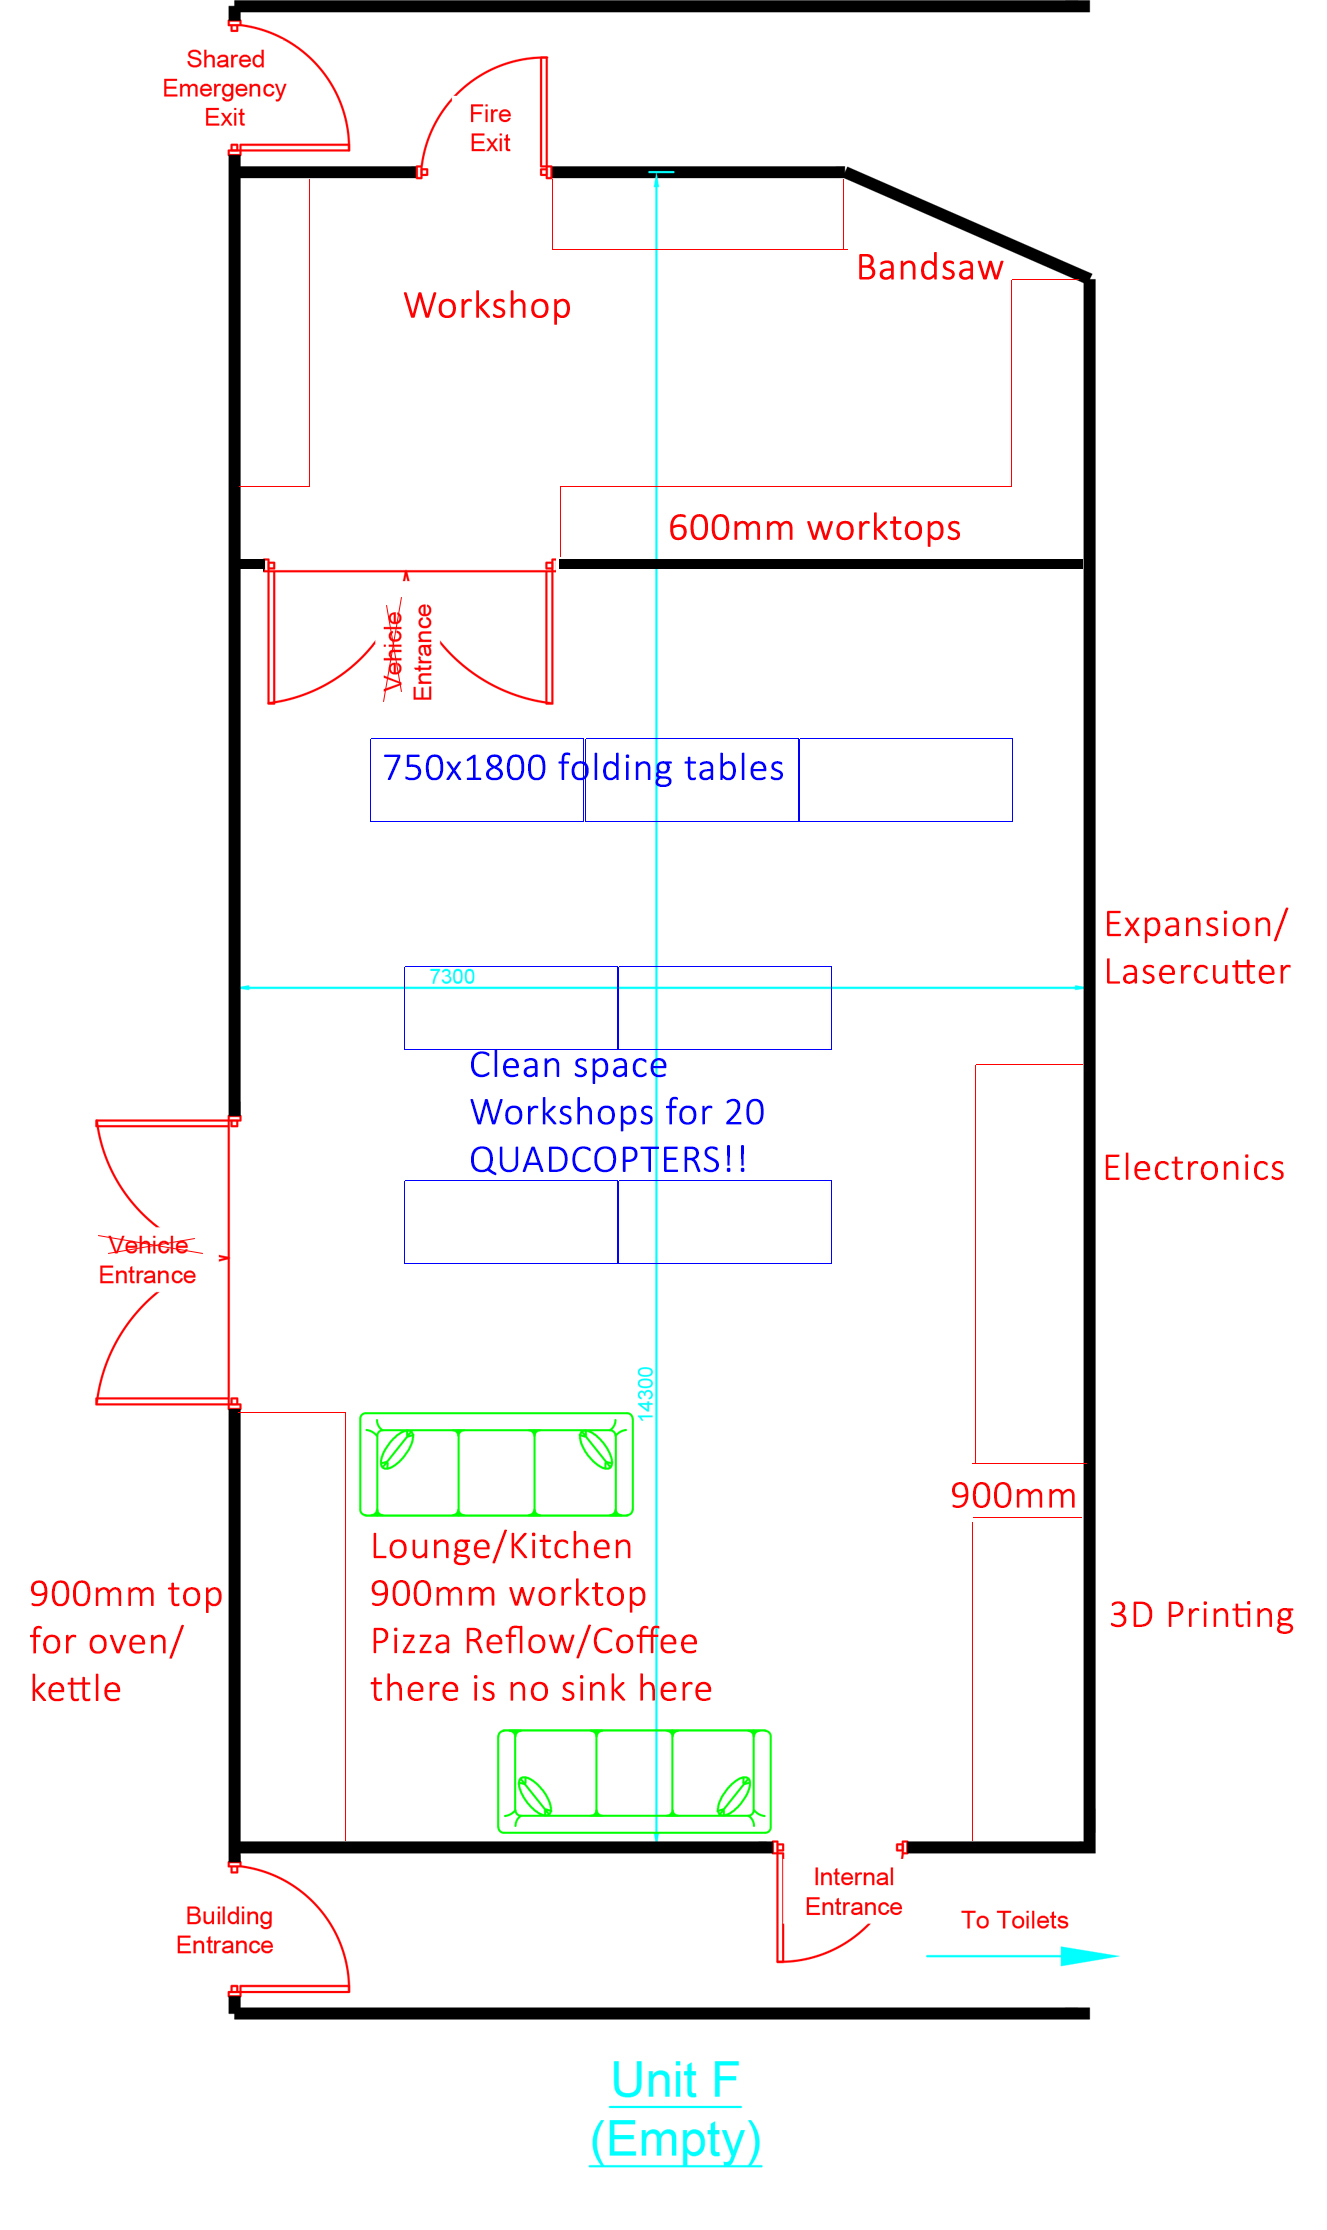 Shared
Emergency
Exit
Fire
Exit
Bandsaw
Workshop
600mm worktops
Vehicle
Entrance
750x1800 folding tables
Expansion/
Lasercutter
7300
Clean space
Workshops for 20
QUADCOPTERS!!
Electronics
Vehicle
Entrance
14300
900mm
Lounge/Kitchen
900mm worktop
Pizza Reflow/Coffee
there is no sink here
900mm top
for oven/
kettle
3D Printing
Internal
Entrance
Building
Entrance
To Toilets
Unit F
(Empty)